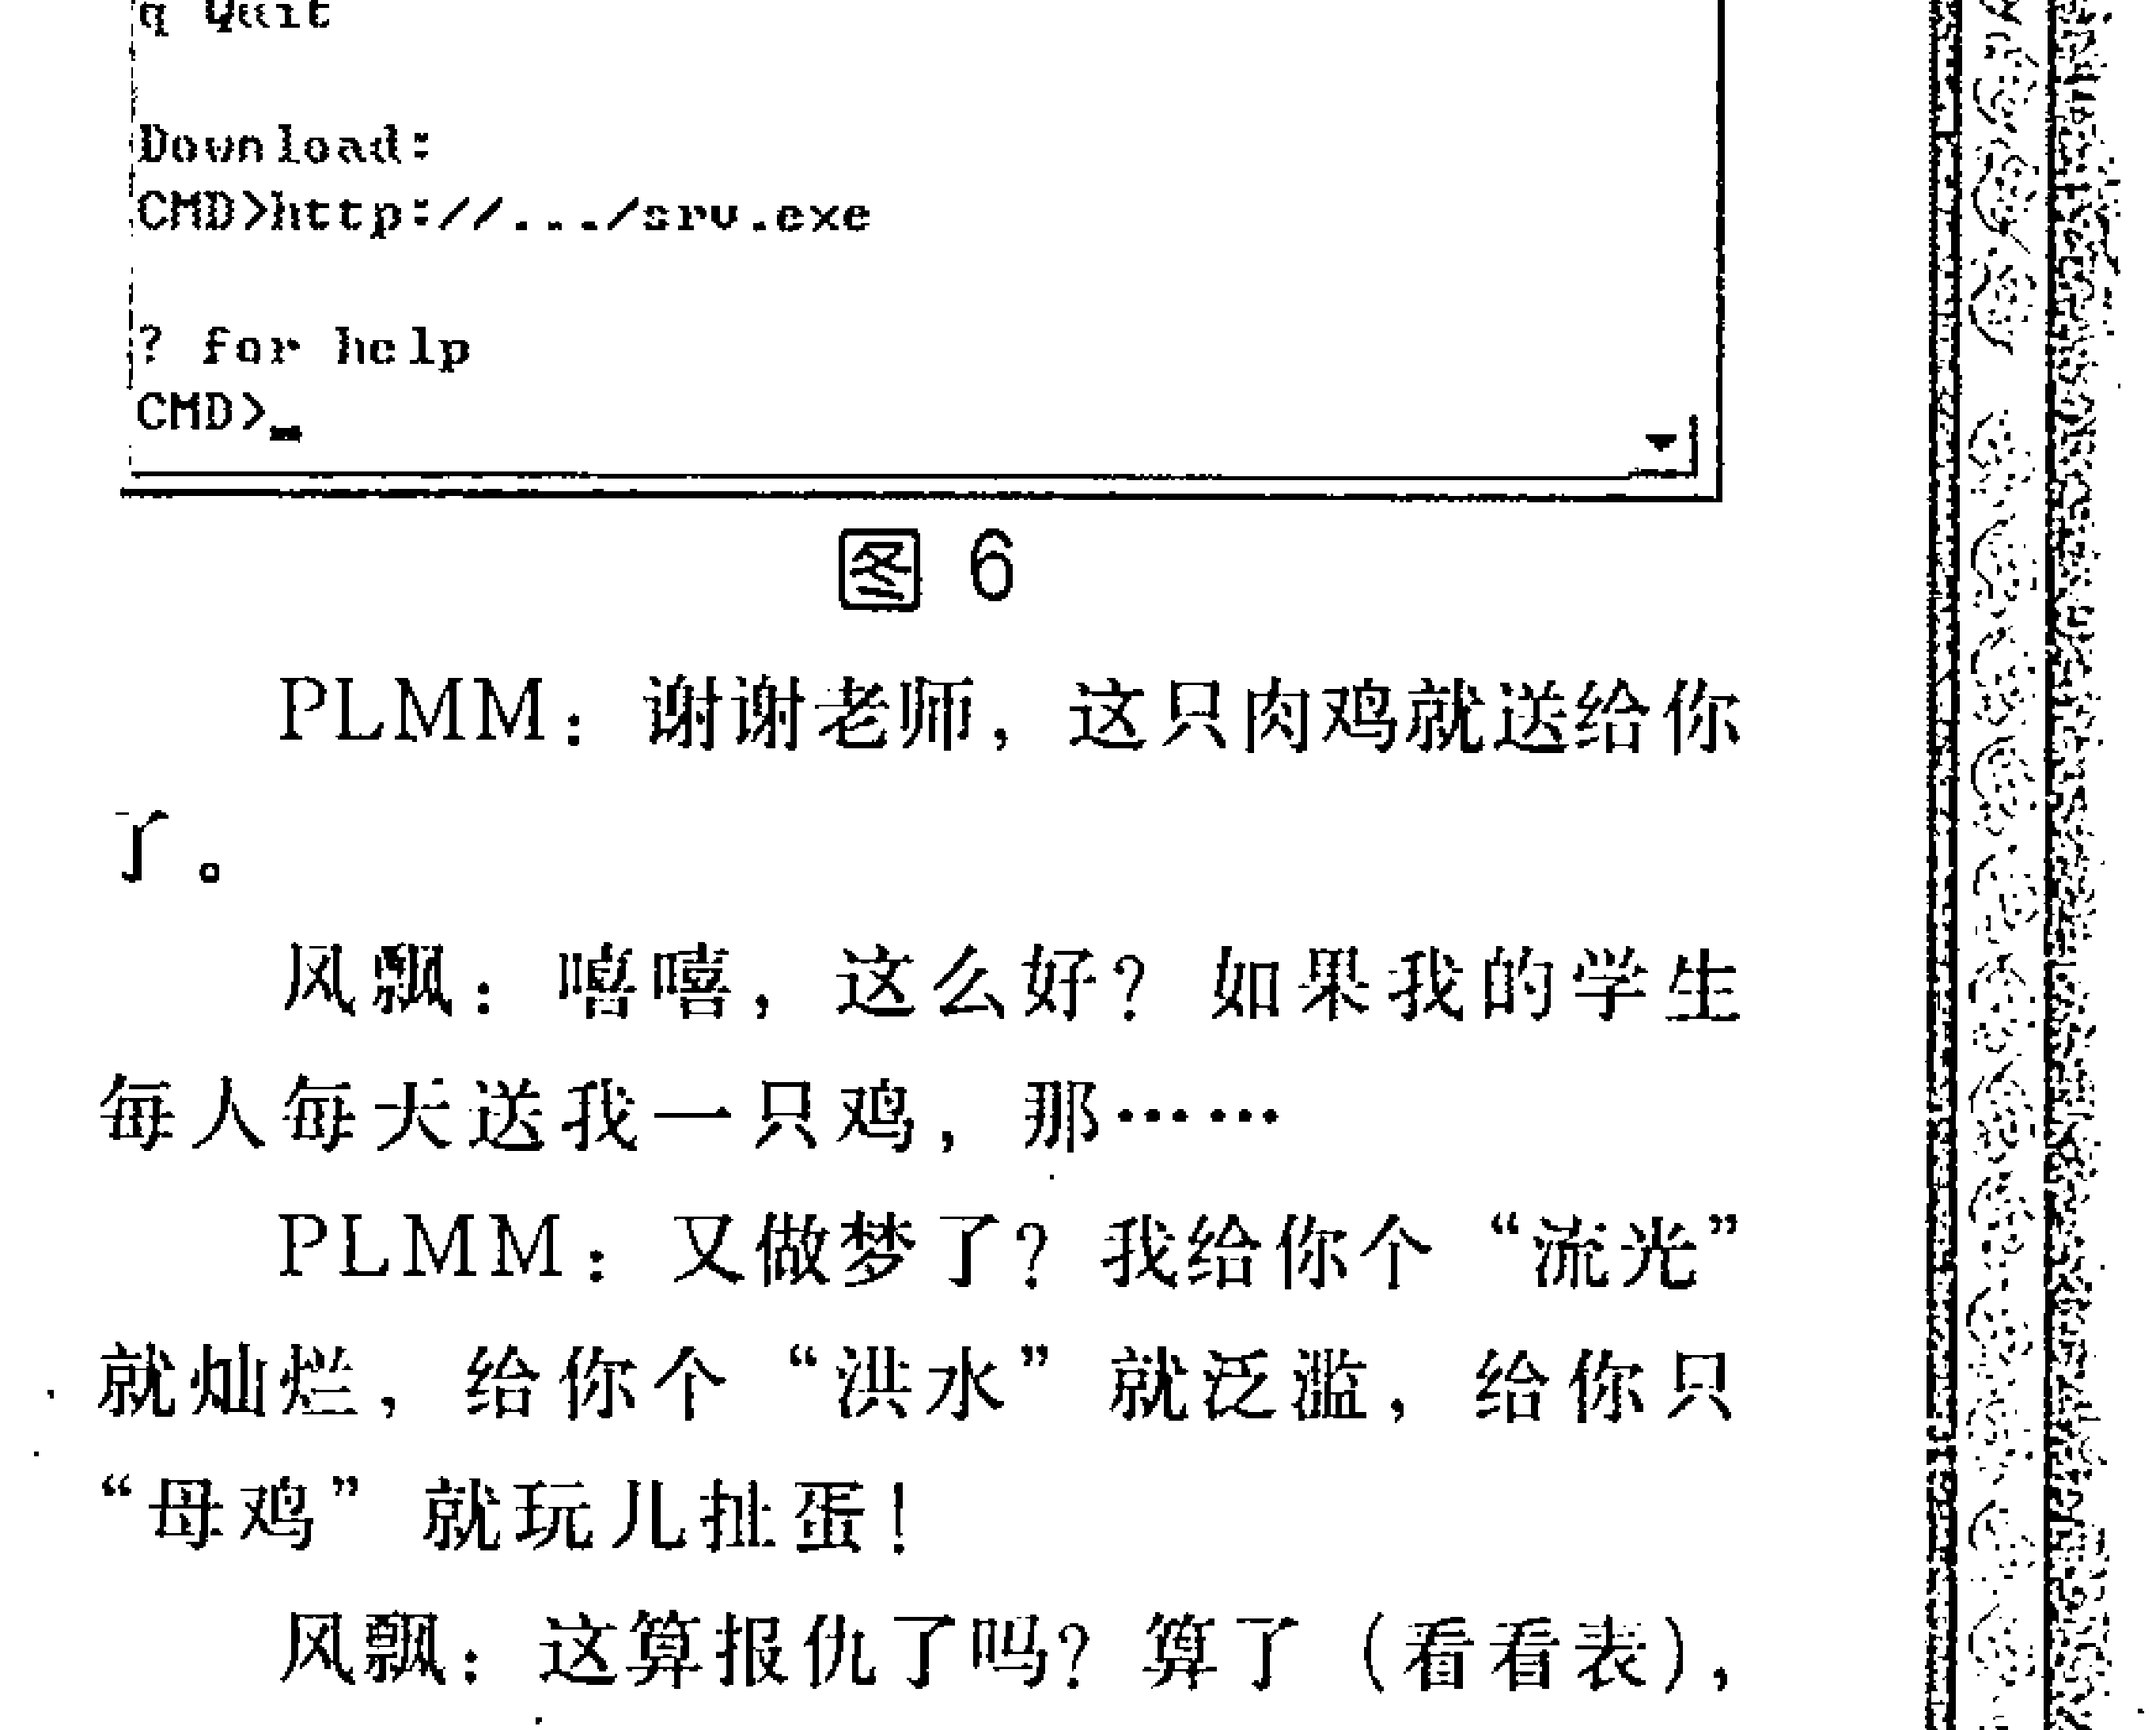 q Quit
Download:
CMD>http://.../srv.exe
? for help
CMD>_
图 6
PLMM：谢谢老师，这只肉鸡就送给你
了。
风飘：嘻嘻，这么好？如果我的学生
每人每天送我一只鸡，那……
PLMM：又做梦了？我给你个“流光”
就灿烂，给你个“洪水”就泛滥，给你只
“母鸡”就玩儿扯蛋！
风飘：这算报仇了吗？算了（看看表），